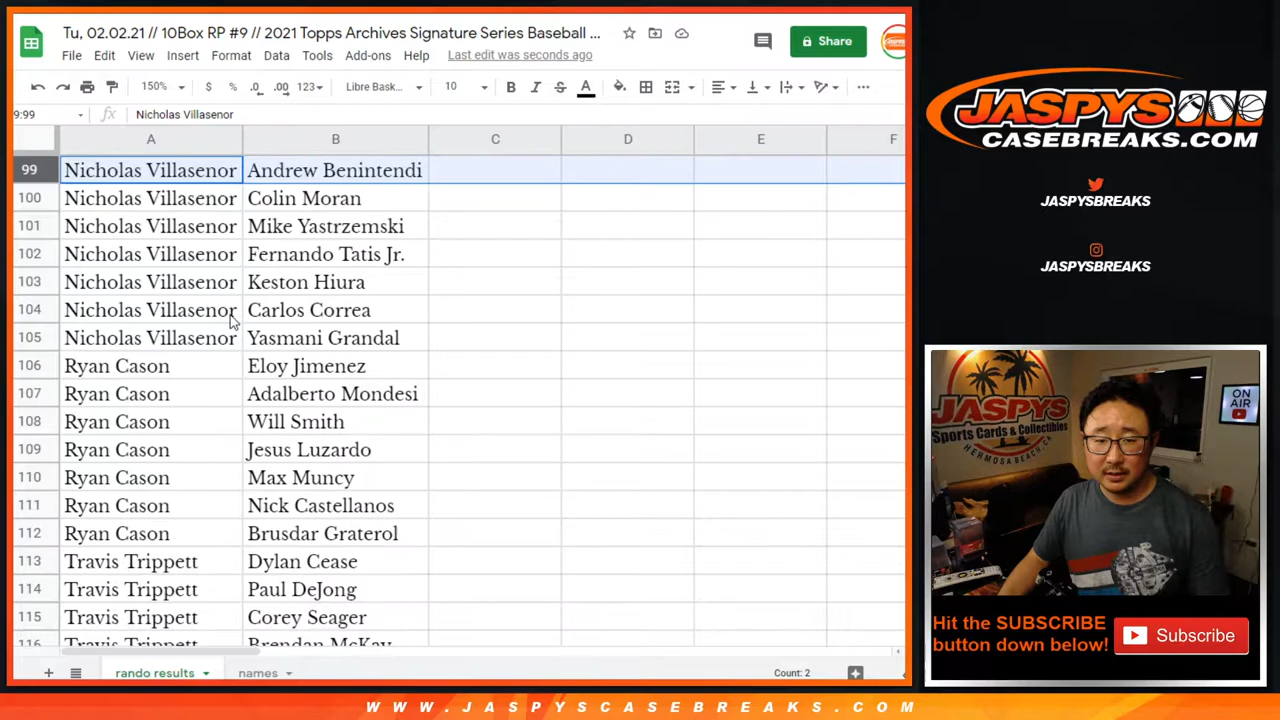 Tu, 02.02.21 // 10Box RP #9 // 2021 Topps Archives Signature Series Baseball ...
File Edit View Insert Format Data Tools Add-ons Help Last edit was seconds ago
Share
150% $ % .0 .00 123 Libre Bask... 10 B I S A
9:99 fx Nicholas Villasenor
A B C D E F
99 Nicholas Villasenor Andrew Benintendi
100 Nicholas Villasenor Colin Moran
101 Nicholas Villasenor Mike Yastrzemski
102 Nicholas Villasenor Fernando Tatis Jr.
103 Nicholas Villasenor Keston Hiura
104 Nicholas Villasenor Carlos Correa
105 Nicholas Villasenor Yasmani Grandal
106 Ryan Cason Eloy Jimenez
107 Ryan Cason Adalberto Mondesi
108 Ryan Cason Will Smith
109 Ryan Cason Jesus Luzardo
110 Ryan Cason Max Muncy
111 Ryan Cason Nick Castellanos
112 Ryan Cason Brusdar Graterol
113 Travis Trippett Dylan Cease
114 Travis Trippett Paul DeJong
115 Travis Trippett Corey Seager
116 Travis Trippett Brendan McKay
rando results names Count: 2
JASPYS
CASEBREAKS.COM
JASPYSBREAKS
JASPYSBREAKS
JASPYS
Sports Cards & Collectibles
HERMOSA BEACH, CA
ON
AIR
Hit the SUBSCRIBE
button down below!
Subscribe
WWW.JASPYSCASEBREAKS.COM